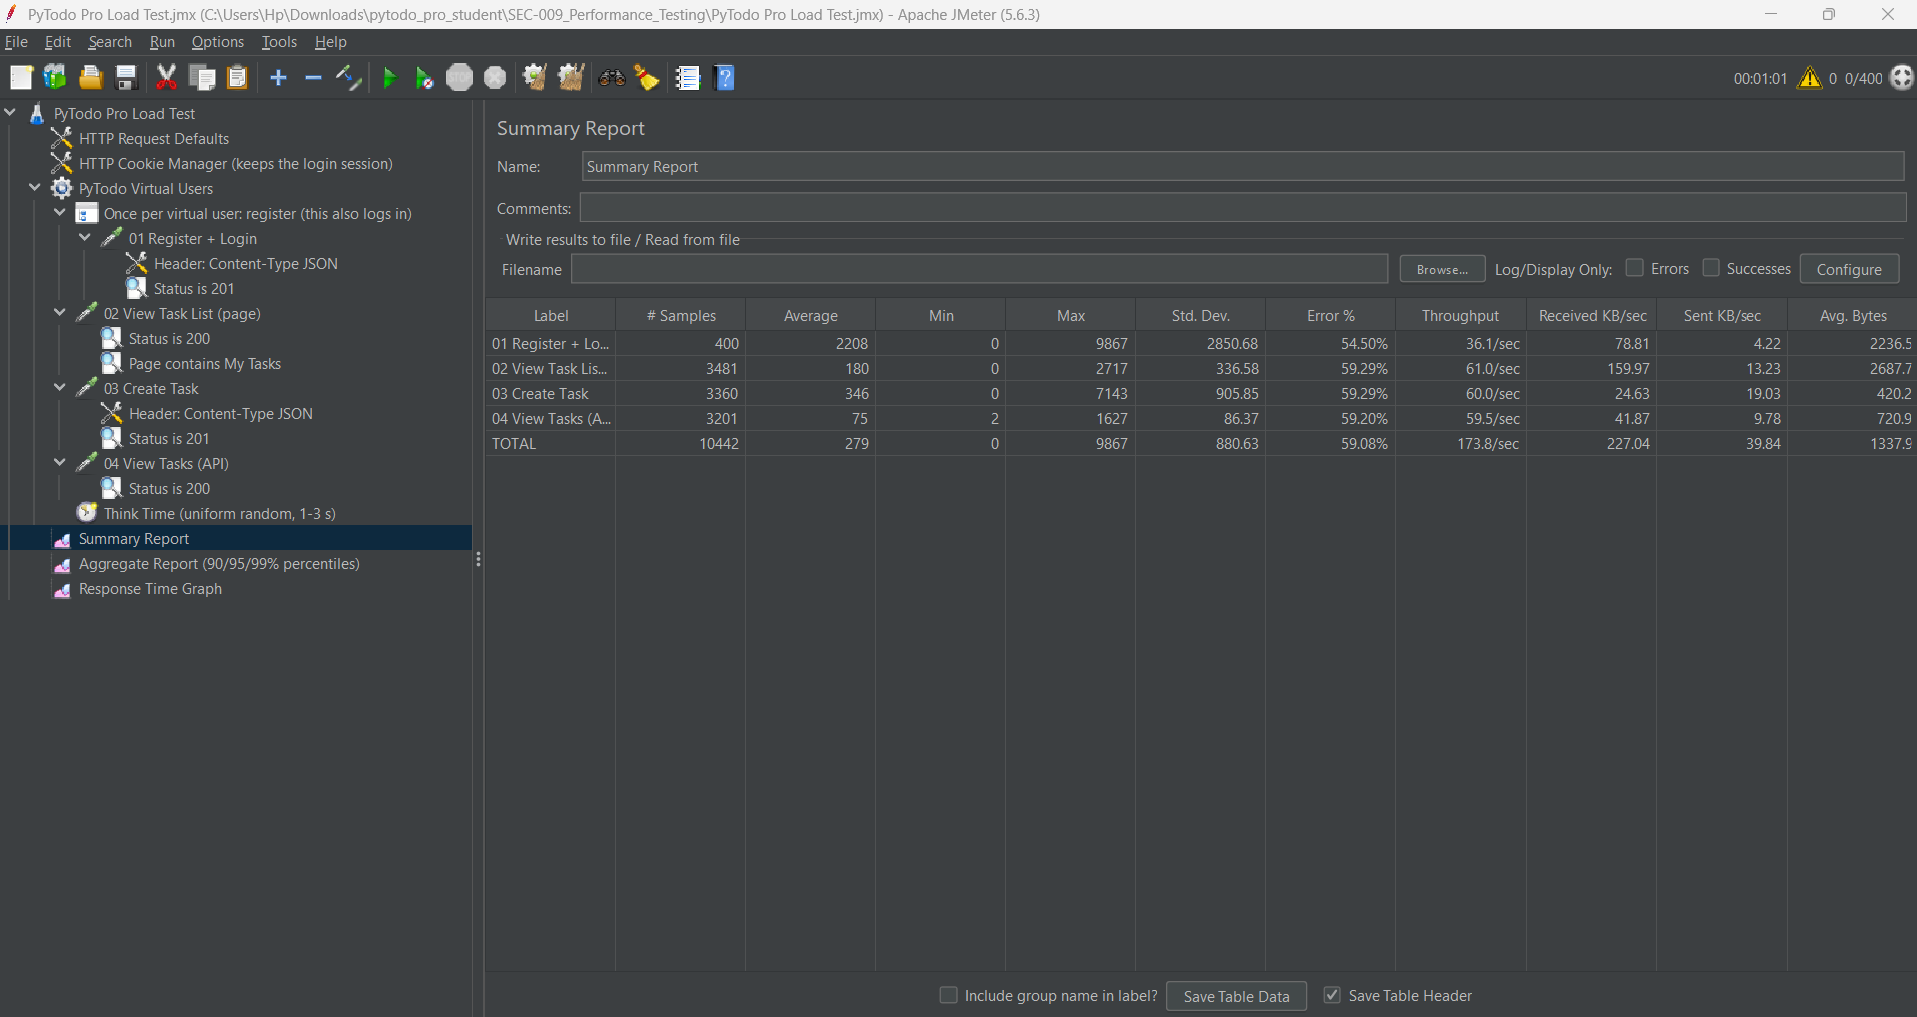 PyTodo Pro Load Test.jmx (C:\Users\Hp\Downloads\pytodo_pro_student\SEC-009_Performance_Testing\PyTodo Pro Load Test.jmx) - Apache JMeter (5.6.3)
File Edit Search Run Options Tools Help
STOP
00:01:01 0 0/400
PyTodo Pro Load Test
HTTP Request Defaults
HTTP Cookie Manager (keeps the login session)
PyTodo Virtual Users
Once per virtual user: register (this also logs in)
01 Register + Login
Header: Content-Type JSON
Status is 201
02 View Task List (page)
Status is 200
Page contains My Tasks
03 Create Task
Header: Content-Type JSON
Status is 201
04 View Tasks (API)
Status is 200
Think Time (uniform random, 1-3 s)
Summary Report
Aggregate Report (90/95/99% percentiles)
Response Time Graph
Summary Report
Name: Summary Report
Comments:
Write results to file / Read from file
Filename Browse... Log/Display Only: Errors Successes Configure
Label # Samples Average Min Max Std. Dev. Error % Throughput Received KB/sec Sent KB/sec Avg. Bytes
01 Register + Lo... 400 2208 0 9867 2850.68 54.50% 36.1/sec 78.81 4.22 2236.5
02 View Task Lis... 3481 180 0 2717 336.58 59.29% 61.0/sec 159.97 13.23 2687.7
03 Create Task 3360 346 0 7143 905.85 59.29% 60.0/sec 24.63 19.03 420.2
04 View Tasks (A... 3201 75 2 1627 86.37 59.20% 59.5/sec 41.87 9.78 720.9
TOTAL 10442 279 0 9867 880.63 59.08% 173.8/sec 227.04 39.84 1337.9
Include group name in label? Save Table Data Save Table Header